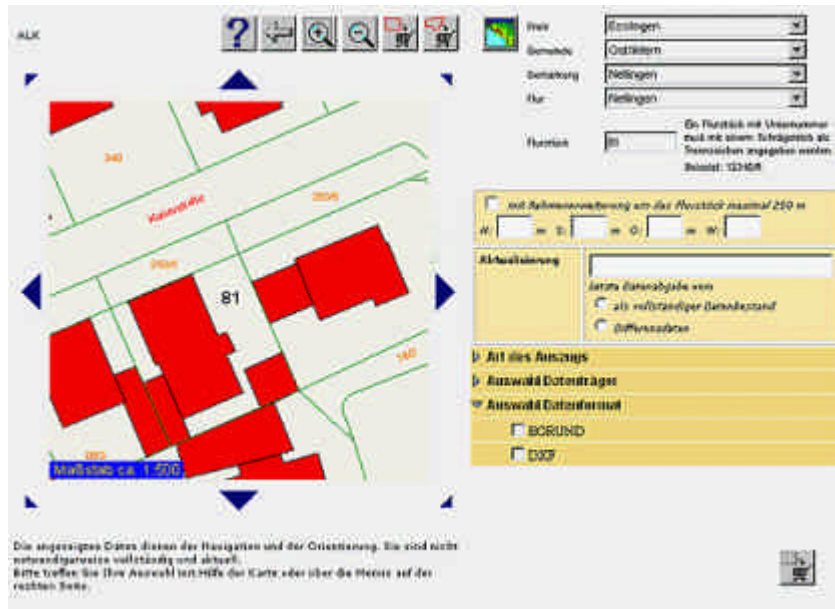 ALK
?
Kreis
Esslingen
Gemeinde
Ostfildern
Gemarkung
Nellingen
Flur
Nellingen
Flurstück
81
Ein Flurstück mit Unternummer
muß mit einem Schrägstrich als
Trennzeichen angegeben werden.
Beispiel: 12340/8
mit Rahmenerweiterung um das Flurstück maximal 250 m
N: m S: m O: m W:
Aktualisierung
letzte Datenabgabe vom
als vollständiger Datenbestand
Differenzdaten
Art des Auszugs
Auswahl Datenträger
Auswahl Datenformat
BGRUND
DXF
340
81
Maßstab ca. 1:500
Die angezeigten Daten dienen der Navigation und der Orientierung. Sie sind nicht
notwendigerweise vollständig und aktuell.
Bitte treffen Sie Ihre Auswahl mit Hilfe der Karte oder über die Menüs auf der
rechten Seite.